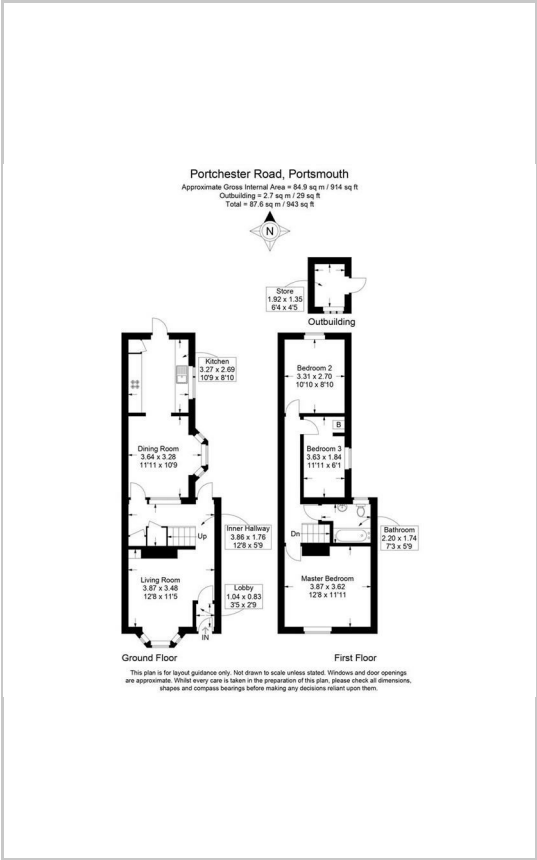 Portchester Road, Portsmouth
Approximate Gross Internal Area = 84.9 sq m / 914 sq ft
Outbuilding = 2.7 sq m / 29 sq ft
Total = 87.6 sq m / 943 sq ft
N
Store
1.92 x 1.35
6'4 x 4'5
Outbuilding
Kitchen
3.27 x 2.69
10'9 x 8'10
Dining Room
3.64 x 3.28
11'11 x 10'9
Up
Inner Hallway
3.86 x 1.76
12'8 x 5'9
Living Room
3.87 x 3.48
12'8 x 11'5
Lobby
1.04 x 0.83
3'5 x 2'9
IN
Ground Floor
Bedroom 2
3.31 x 2.70
10'10 x 8'10
B
Bedroom 3
3.63 x 1.84
11'11 x 6'1
Dn
Bathroom
2.20 x 1.74
7'3 x 5'9
Master Bedroom
3.87 x 3.62
12'8 x 11'11
First Floor
This plan is for layout guidance only. Not drawn to scale unless stated. Windows and door openings
are approximate. Whilst every care is taken in the preparation of this plan, please check all dimensions,
shapes and compass bearings before making any decisions reliant upon them.